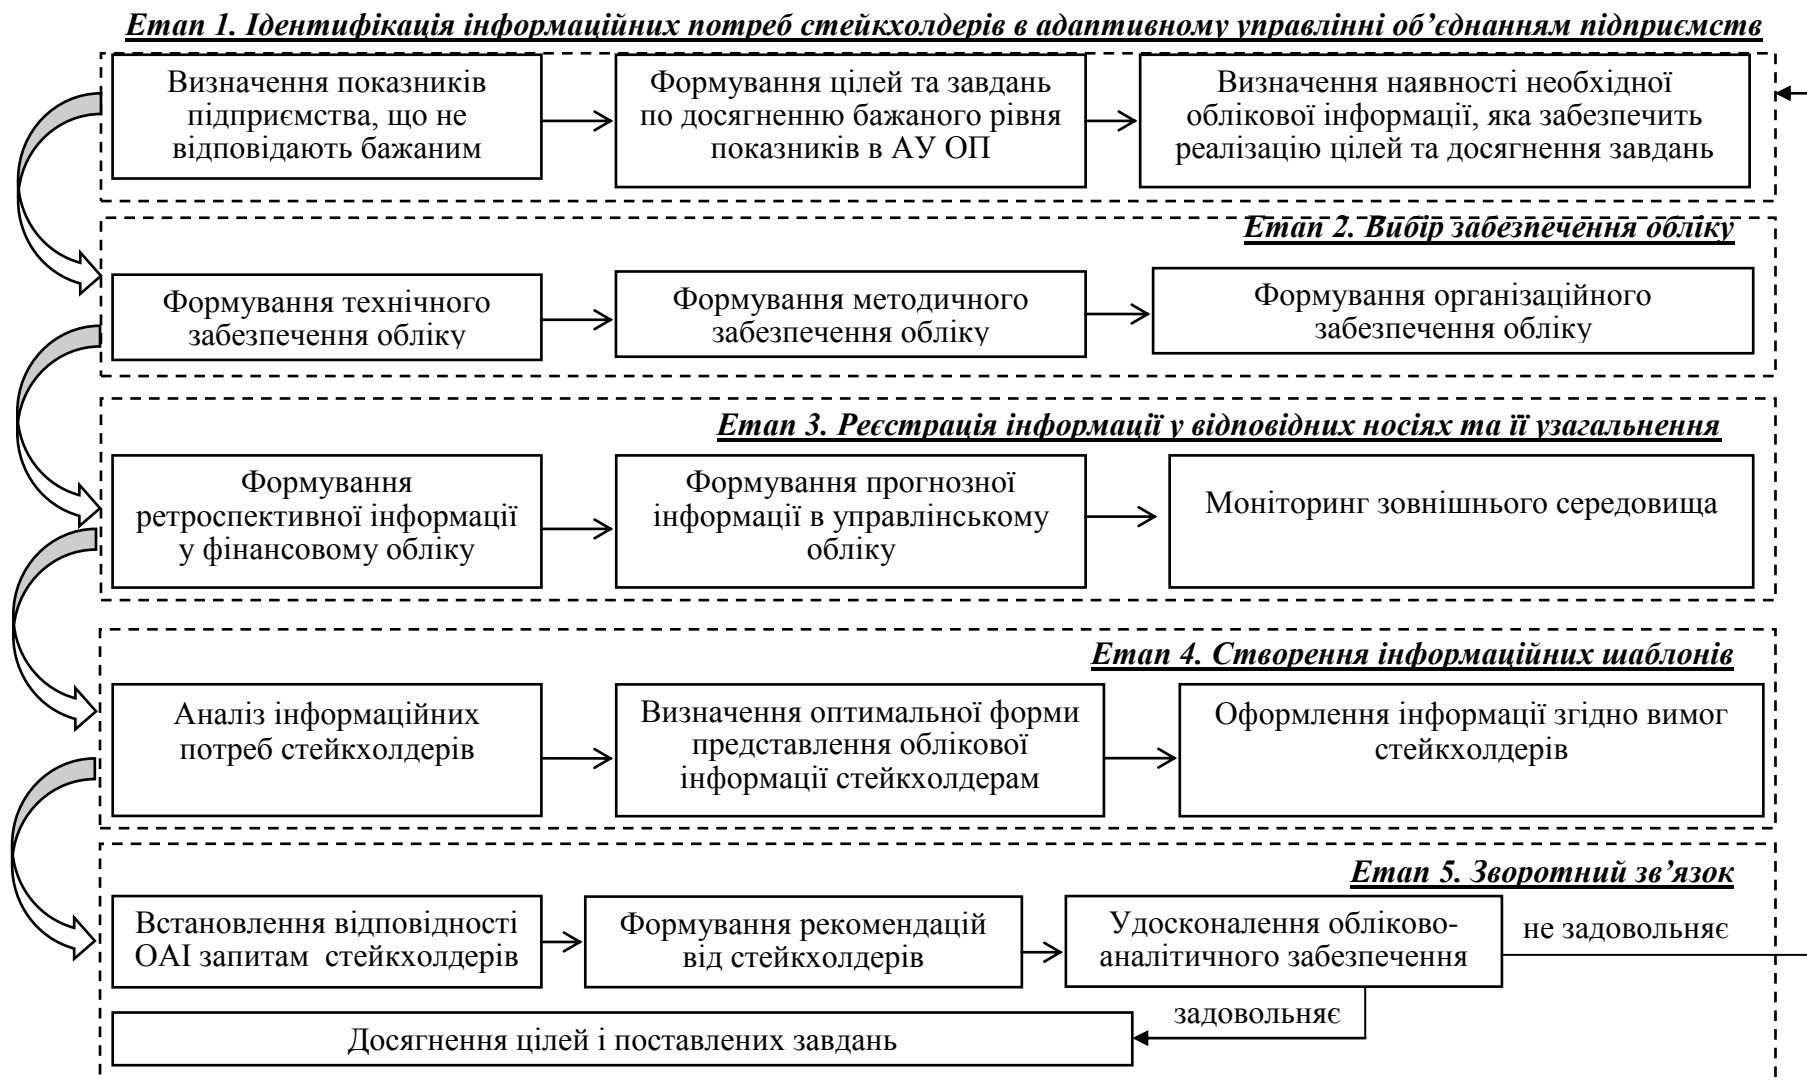 Етап 1. Ідентифікація інформаційних потреб стейкхолдерів в адаптивному управлінні об’єднанням підприємств
Визначення показників
підприємства, що не
відповідають бажаним
Формування цілей та завдань
по досягненню бажаного рівня
показників в АУ ОП
Визначення наявності необхідної
облікової інформації, яка забезпечить
реалізацію цілей та досягнення завдань
Етап 2. Вибір забезпечення обліку
Формування технічного
забезпечення обліку
Формування методичного
забезпечення обліку
Формування організаційного
забезпечення обліку
Етап 3. Реєстрація інформації у відповідних носіях та її узагальнення
Формування
ретроспективної інформації
у фінансовому обліку
Формування прогнозної
інформації в управлінському
обліку
Моніторинг зовнішнього середовища
Етап 4. Створення інформаційних шаблонів
Аналіз інформаційних
потреб стейкхолдерів
Визначення оптимальної форми
представлення облікової
інформації стейкхолдерам
Оформлення інформації згідно вимог
стейкхолдерів
Етап 5. Зворотний зв’язок
Встановлення відповідності
ОАІ запитам стейкхолдерів
Формування рекомендацій
від стейкхолдерів
Удосконалення обліково-
аналітичного забезпечення
не задовольняє
задовольняє
Досягнення цілей і поставлених завдань